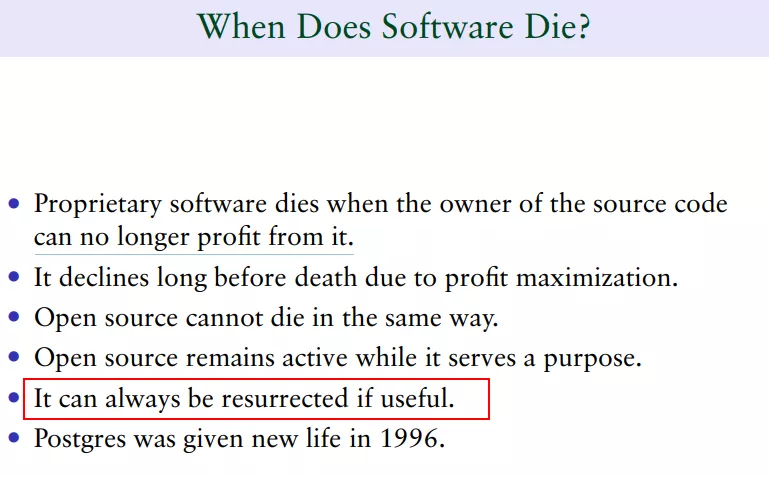 When Does Software Die?
• Proprietary software dies when the owner of the source code
can no longer profit from it.
• It declines long before death due to profit maximization.
• Open source cannot die in the same way.
• Open source remains active while it serves a purpose.
• It can always be resurrected if useful.
• Postgres was given new life in 1996.